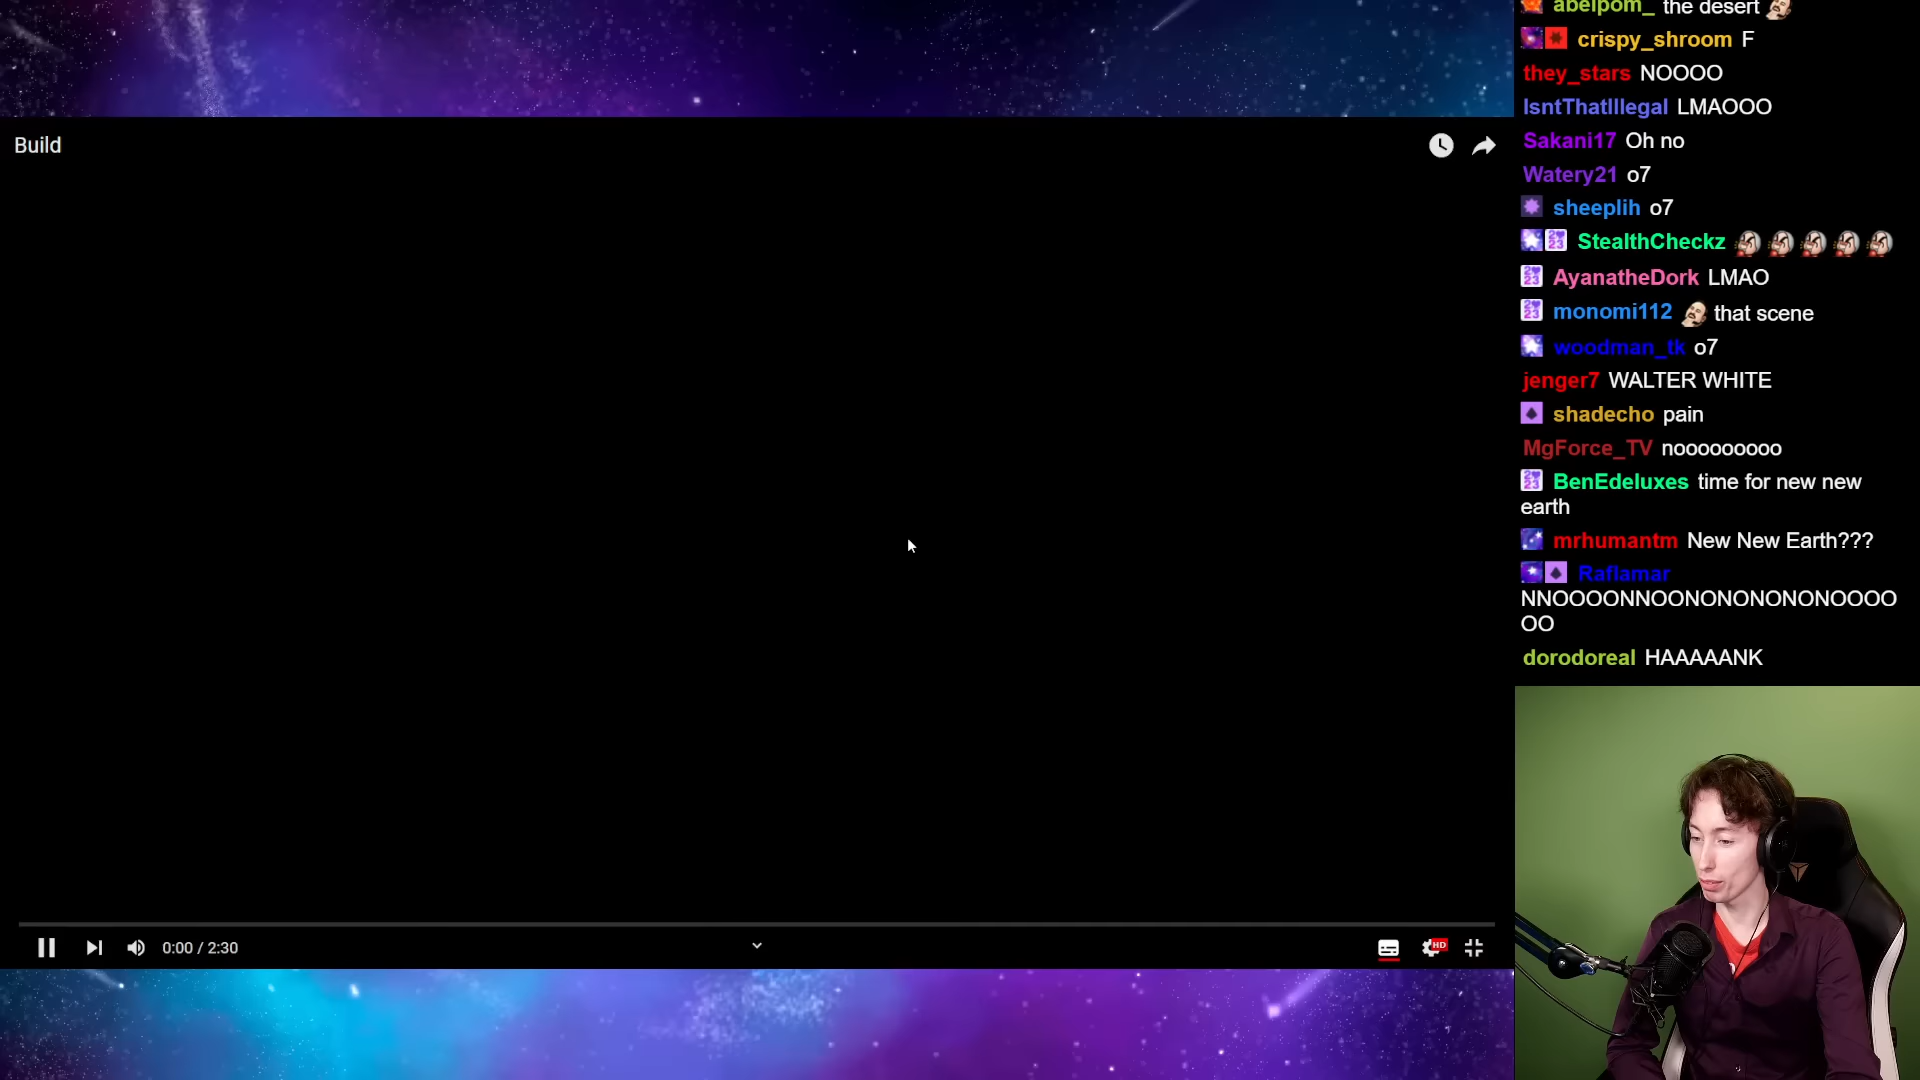 Build
0:00 / 2:30
HD
abelpom_ the desert
crispy_shroom F
they_stars NOOOO
IsntThatIllegal LMAOOO
Sakani17 Oh no
Watery21 o7
sheeplih o7
StealthCheckz
AyanatheDork LMAO
monomi112 that scene
woodman_tk o7
jenger7 WALTER WHITE
shadecho pain
MgForce_TV nooooooooo
BenEdeluxes time for new new
earth
mrhumantm New New Earth???
Raflamar
NNOOOONNOONONONONONOOOO
OO
dorodoreal HAAAAANK